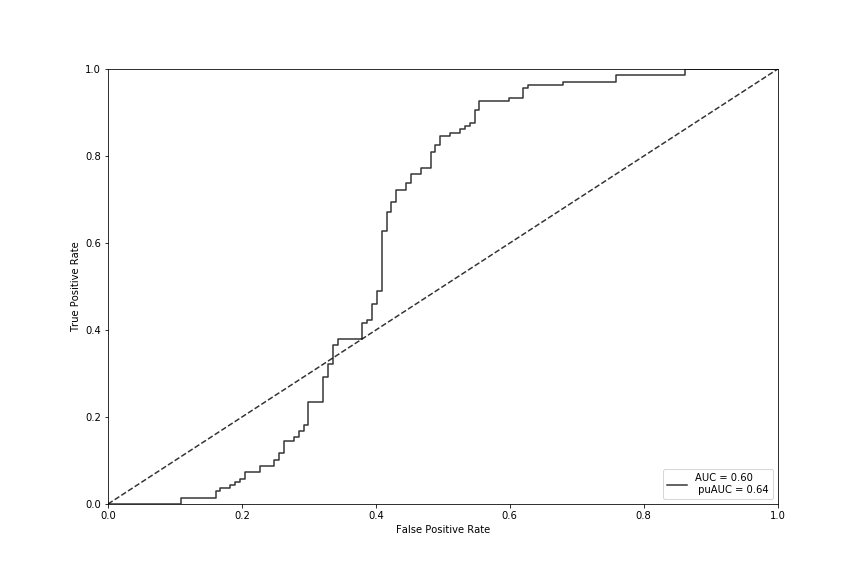 1.0
0.8
0.6
0.4
0.2
0.0
True Positive Rate
0.0 0.2 0.4 0.6 0.8 1.0
False Positive Rate
AUC = 0.60
puAUC = 0.64